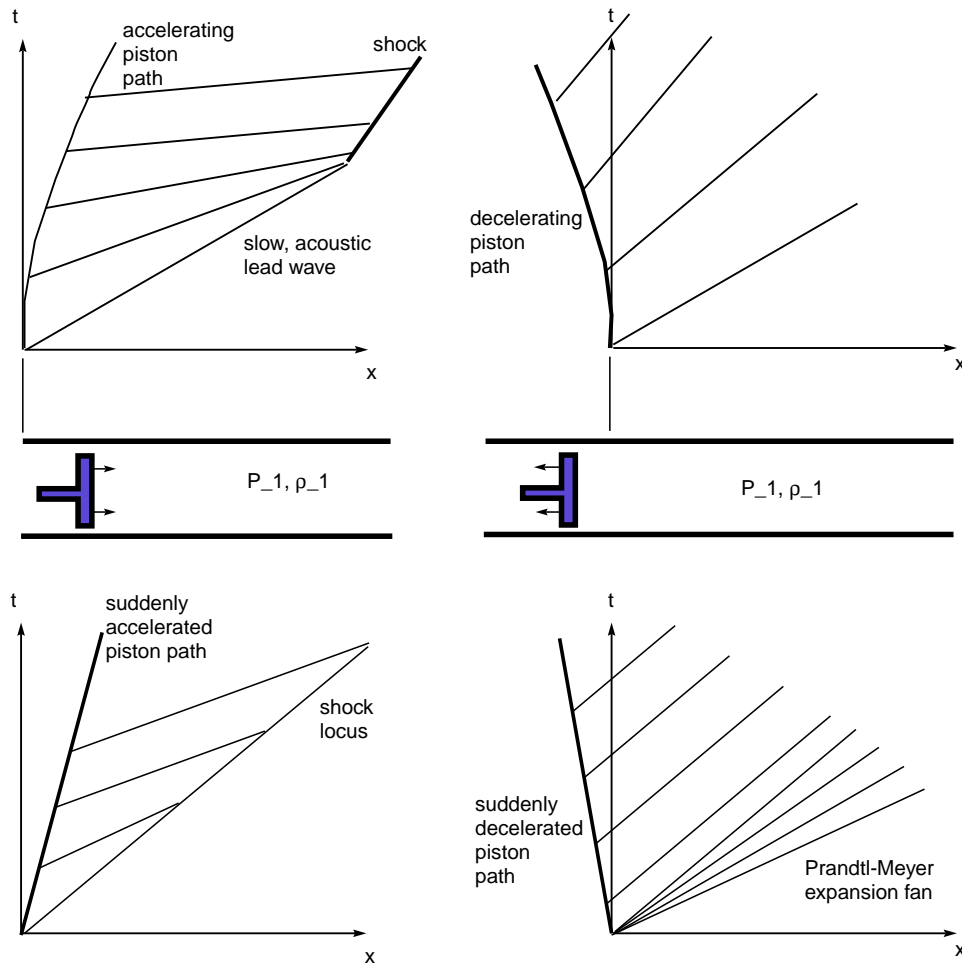 t
accelerating
piston
path
shock
slow, acoustic
lead wave
x
t
decelerating
piston
path
x
P_1, ρ_1
P_1, ρ_1
t
suddenly
accelerated
piston path
shock
locus
x
t
suddenly
decelerated
piston
path
Prandtl-Meyer
expansion fan
x